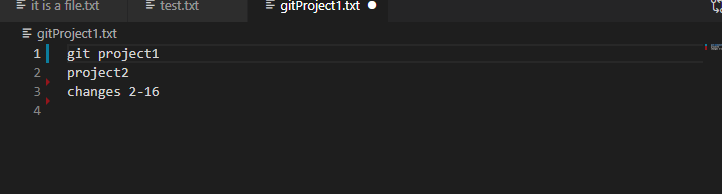 it is a file.txt test.txt gitProject1.txt
gitProject1.txt
1 git project1
2 project2
3 changes 2-16
4